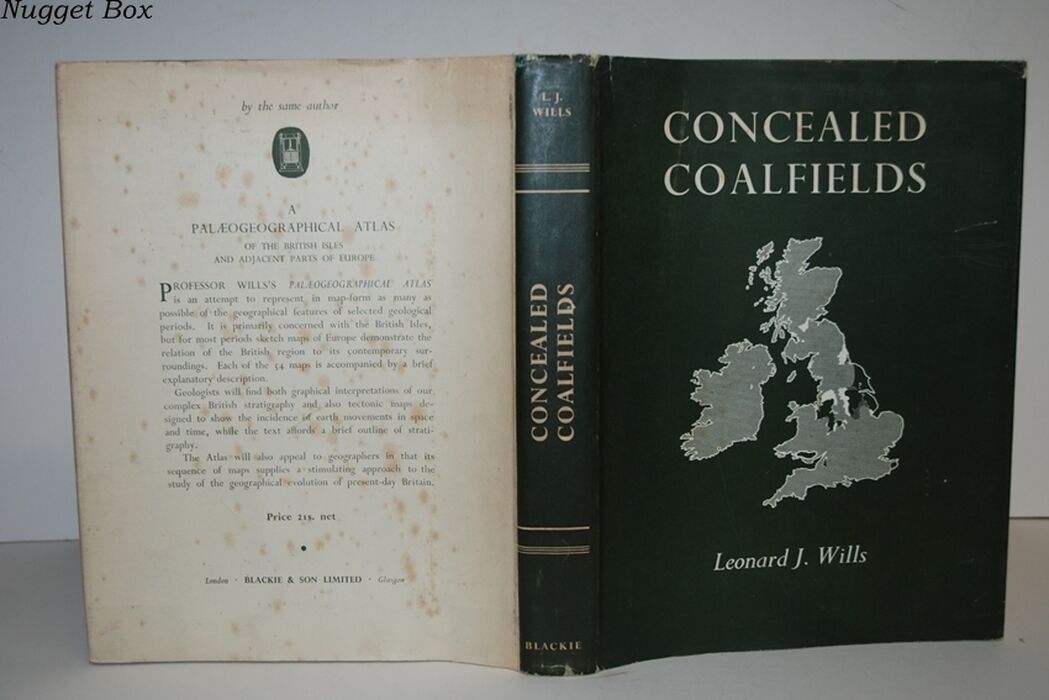 Nugget Box
by the same author
A
PALÆOGEOGRAPHICAL ATLAS
OF THE BRITISH ISLES
AND ADJACENT PARTS OF EUROPE
PROFESSOR WILLS'S PALÆOGEOGRAPHICAL ATLAS
is an attempt to represent in map-form as many as
possible of the geographical features of selected geological
periods. It is primarily concerned with the British Isles,
but for most periods sketch maps of Europe demonstrate the
relation of the British region to its contemporary sur-
roundings. Each of the 54 maps is accompanied by a brief
explanatory description.
Geologists will find both graphical interpretations of our
complex British stratigraphy and also tectonic maps de-
signed to show the incidence of earth movements in space
and time, while the text affords a brief outline of strati-
graphy.
The Atlas will also appeal to geographers in that its
sequence of maps supplies a stimulating approach to the
study of the geographical evolution of present-day Britain.
Price 21s. net
London · BLACKIE & SON LIMITED · Glasgow
L. J.
WILLS
CONCEALED
COALFIELDS
BLACKIE
CONCEALED
COALFIELDS
Leonard J. Wills